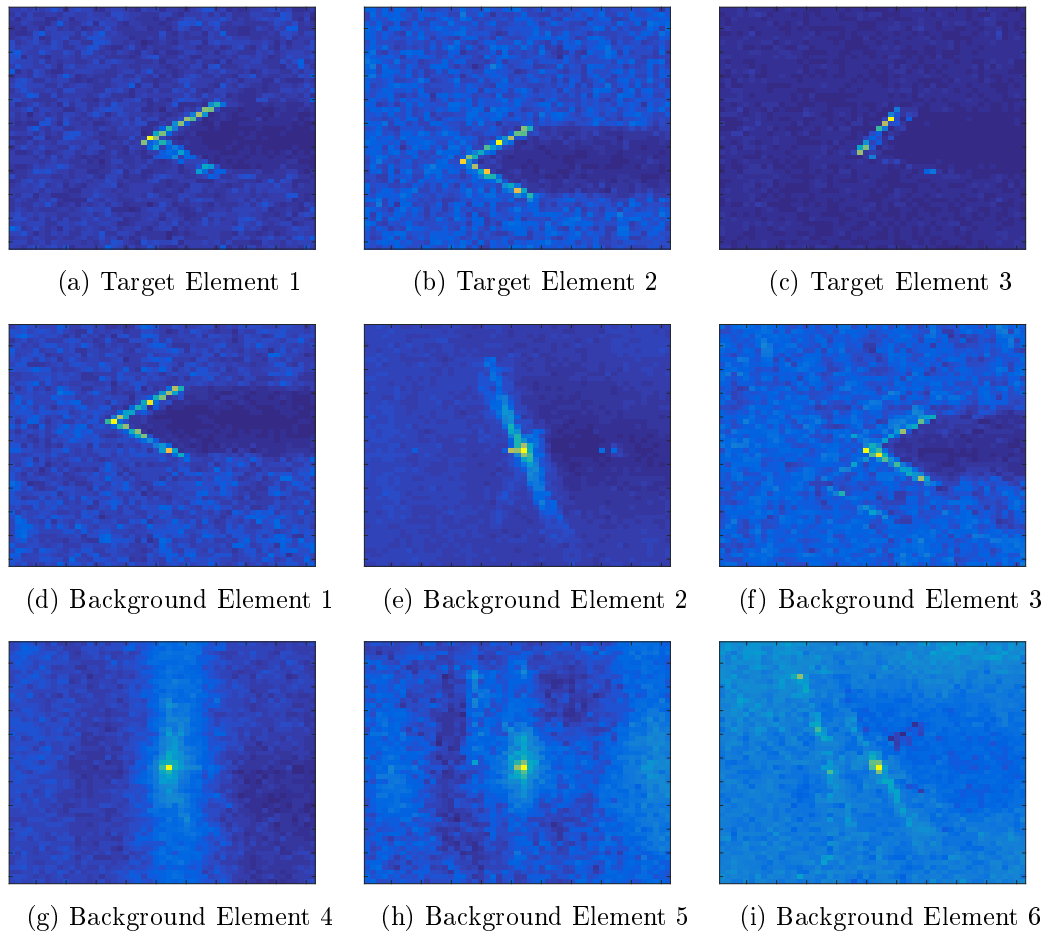 (a) Target Element 1
(b) Target Element 2
(c) Target Element 3
(d) Background Element 1
(e) Background Element 2
(f) Background Element 3
(g) Background Element 4
(h) Background Element 5
(i) Background Element 6